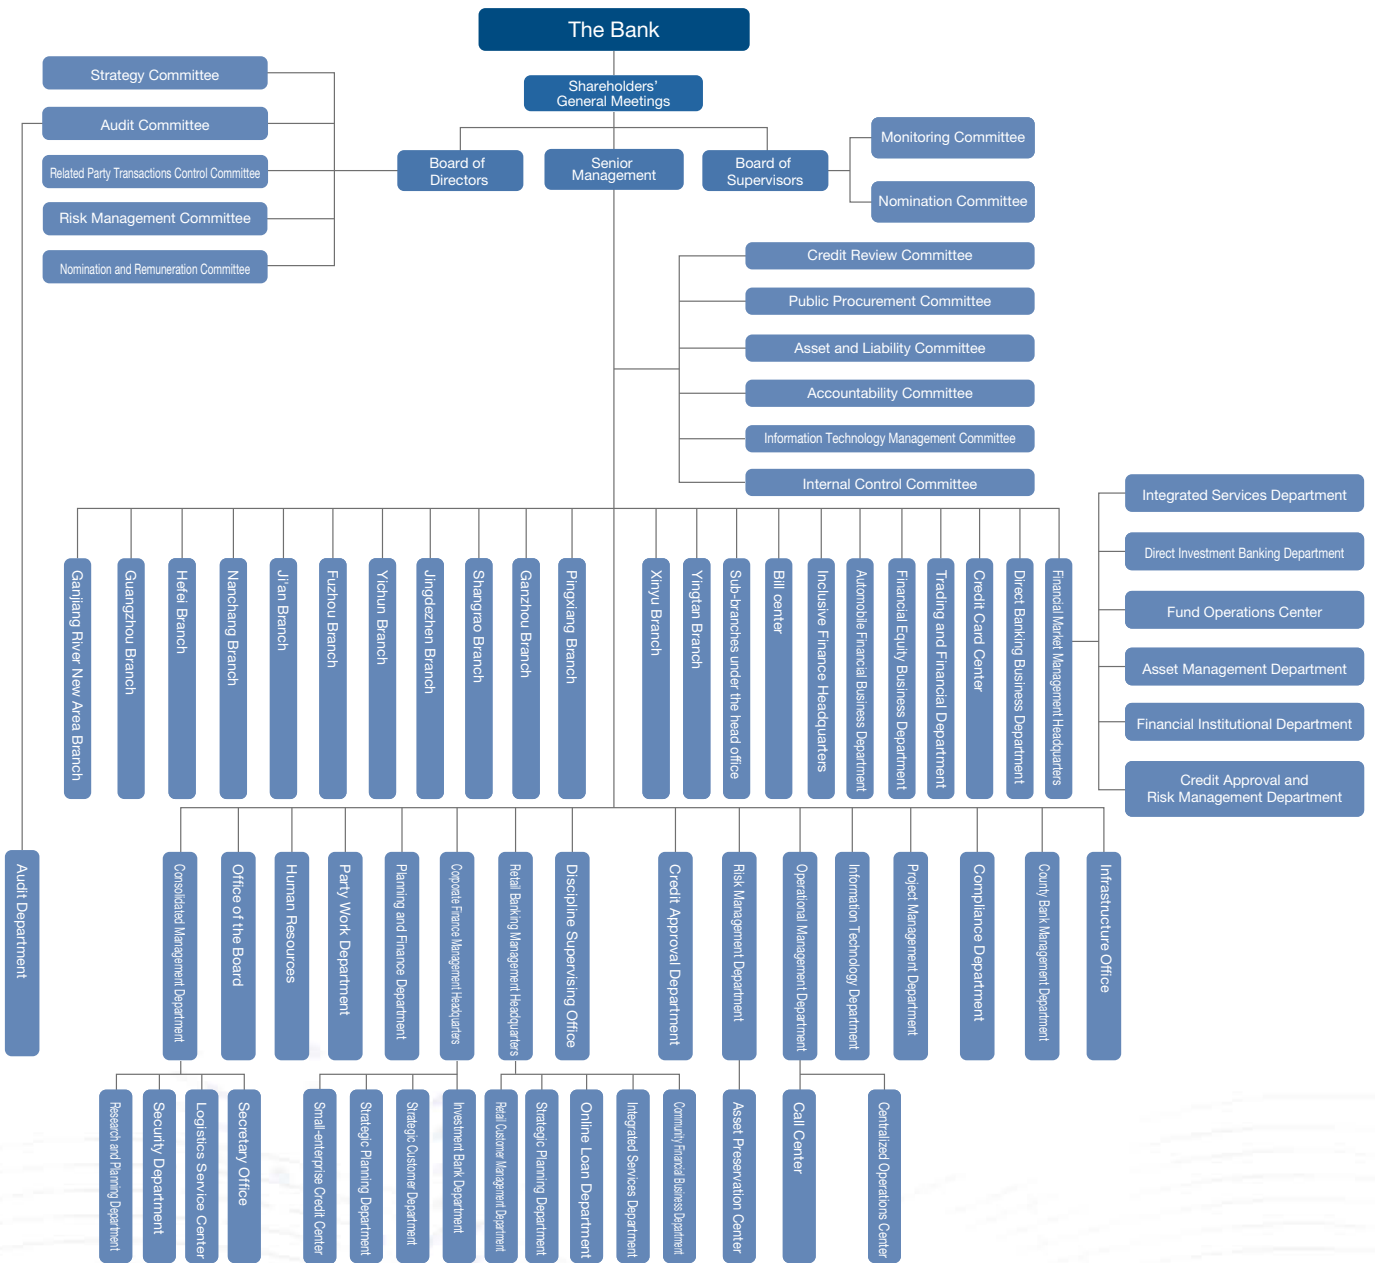 The Bank
Shareholders'
General Meetings
Strategy Committee
Audit Committee
Related Party Transactions Control Committee
Risk Management Committee
Nomination and Remuneration Committee
Board of
Directors
Senior
Management
Board of
Supervisors
Monitoring Committee
Nomination Committee
Credit Review Committee
Public Procurement Committee
Asset and Liability Committee
Accountability Committee
Information Technology Management Committee
Internal Control Committee
Ganjiang River New Area Branch
Guangzhou Branch
Hefei Branch
Nanchang Branch
Ji'an Branch
Fuzhou Branch
Yichun Branch
Jingdezhen Branch
Shangrao Branch
Ganzhou Branch
Pingxiang Branch
Xinyu Branch
Yingtan Branch
Sub-branches under the head office
Bill center
Inclusive Finance Headquarters
Automobile Financial Business Department
Financial Equity Business Department
Trading and Financial Department
Credit Card Center
Direct Banking Business Department
Financial Market Management Headquarters
Integrated Services Department
Direct Investment Banking Department
Fund Operations Center
Asset Management Department
Financial Institutional Department
Credit Approval and
Risk Management Department
Audit Department
Consolidated Management Department
Office of the Board
Human Resources
Party Work Department
Planning and Finance Department
Corporate Finance Management Headquarters
Retail Banking Management Headquarters
Discipline Supervising Office
Credit Approval Department
Risk Management Department
Operational Management Department
Information Technology Department
Project Management Department
Compliance Department
County Bank Management Department
Infrastructure Office
Research and Planning Department
Security Department
Logistics Service Center
Secretary Office
Small-enterprise Credit Center
Strategic Planning Department
Strategic Customer Department
Investment Bank Department
Retail Customer Management Department
Strategic Planning Department
Online Loan Department
Integrated Services Department
Community Financial Business Department
Asset Preservation Center
Call Center
Centralized Operations Center